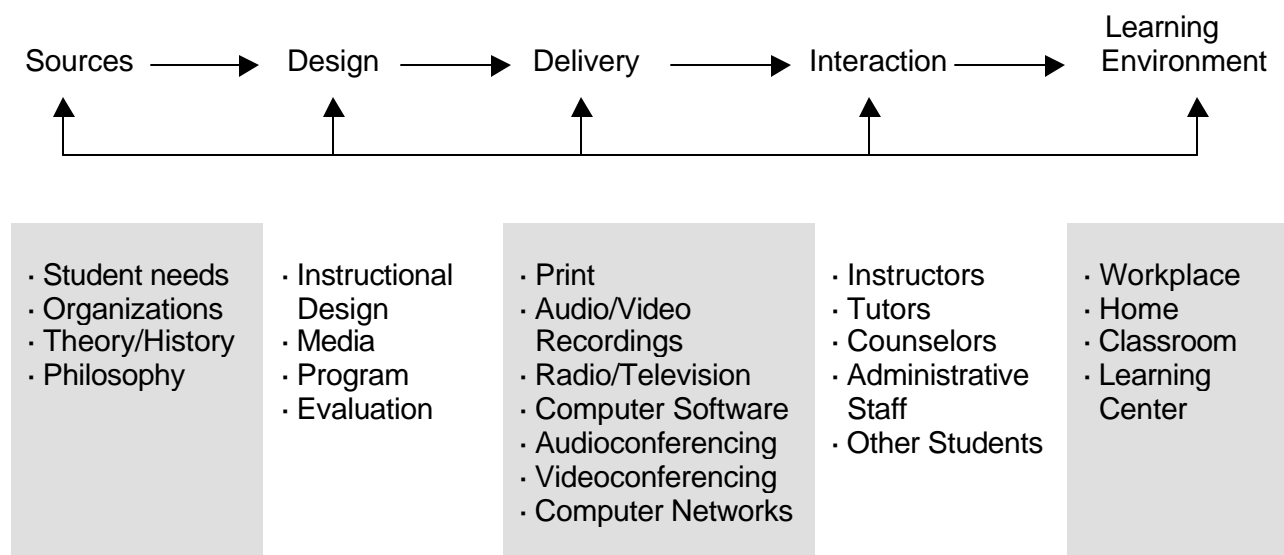 Sources Design Delivery Interaction Learning
Environment
· Student needs
· Organizations
· Theory/History
· Philosophy
· Instructional
Design
· Media
· Program
· Evaluation
· Print
· Audio/Video
Recordings
· Radio/Television
· Computer Software
· Audioconferencing
· Videoconferencing
· Computer Networks
· Instructors
· Tutors
· Counselors
· Administrative
Staff
· Other Students
· Workplace
· Home
· Classroom
· Learning
Center